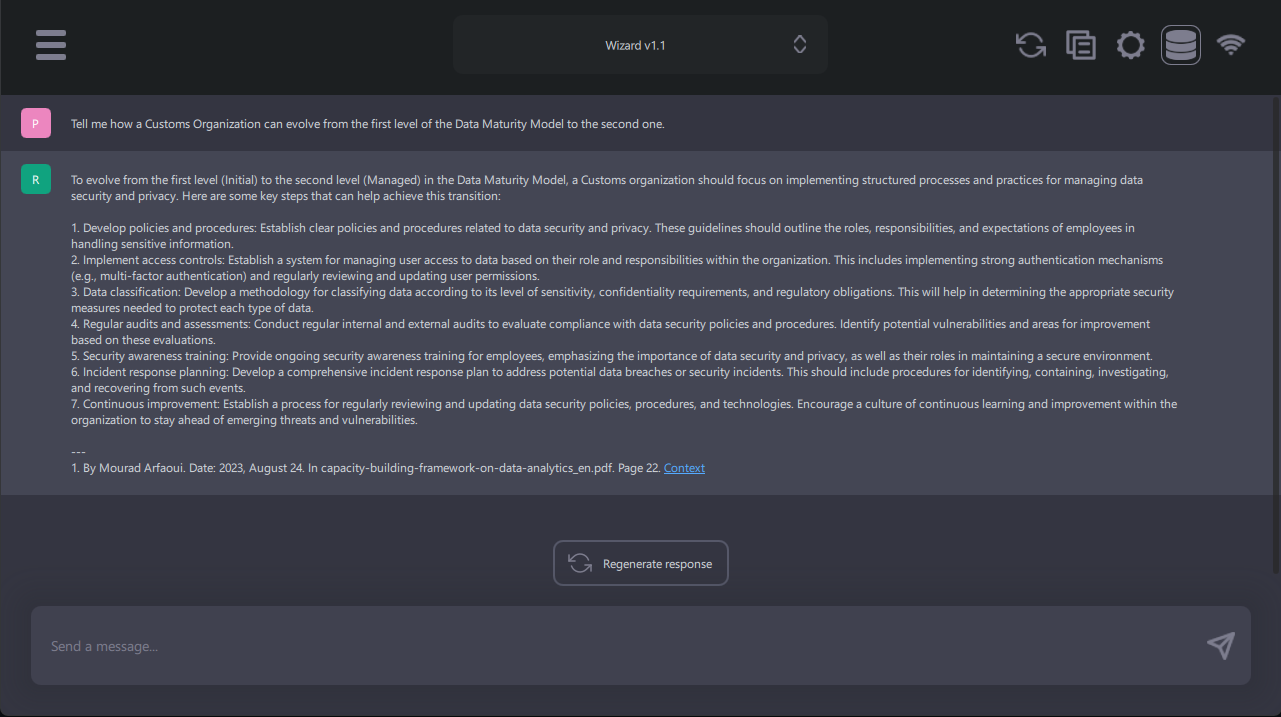 Wizard v1.1
P
Tell me how a Customs Organization can evolve from the first level of the Data Maturity Model to the second one.
R
To evolve from the first level (Initial) to the second level (Managed) in the Data Maturity Model, a Customs organization should focus on implementing structured processes and practices for managing data
security and privacy. Here are some key steps that can help achieve this transition:
1. Develop policies and procedures: Establish clear policies and procedures related to data security and privacy. These guidelines should outline the roles, responsibilities, and expectations of employees in
handling sensitive information.
2. Implement access controls: Establish a system for managing user access to data based on their role and responsibilities within the organization. This includes implementing strong authentication mechanisms
(e.g., multi-factor authentication) and regularly reviewing and updating user permissions.
3. Data classification: Develop a methodology for classifying data according to its level of sensitivity, confidentiality requirements, and regulatory obligations. This will help in determining the appropriate security
measures needed to protect each type of data.
4. Regular audits and assessments: Conduct regular internal and external audits to evaluate compliance with data security policies and procedures. Identify potential vulnerabilities and areas for improvement
based on these evaluations.
5. Security awareness training: Provide ongoing security awareness training for employees, emphasizing the importance of data security and privacy, as well as their roles in maintaining a secure environment.
6. Incident response planning: Develop a comprehensive incident response plan to address potential data breaches or security incidents. This should include procedures for identifying, containing, investigating,
and recovering from such events.
7. Continuous improvement: Establish a process for regularly reviewing and updating data security policies, procedures, and technologies. Encourage a culture of continuous learning and improvement within the
organization to stay ahead of emerging threats and vulnerabilities.
---
1. By Mourad Arfaoui. Date: 2023, August 24. In capacity-building-framework-on-data-analytics_en.pdf. Page 22. Context
Regenerate response
Send a message...